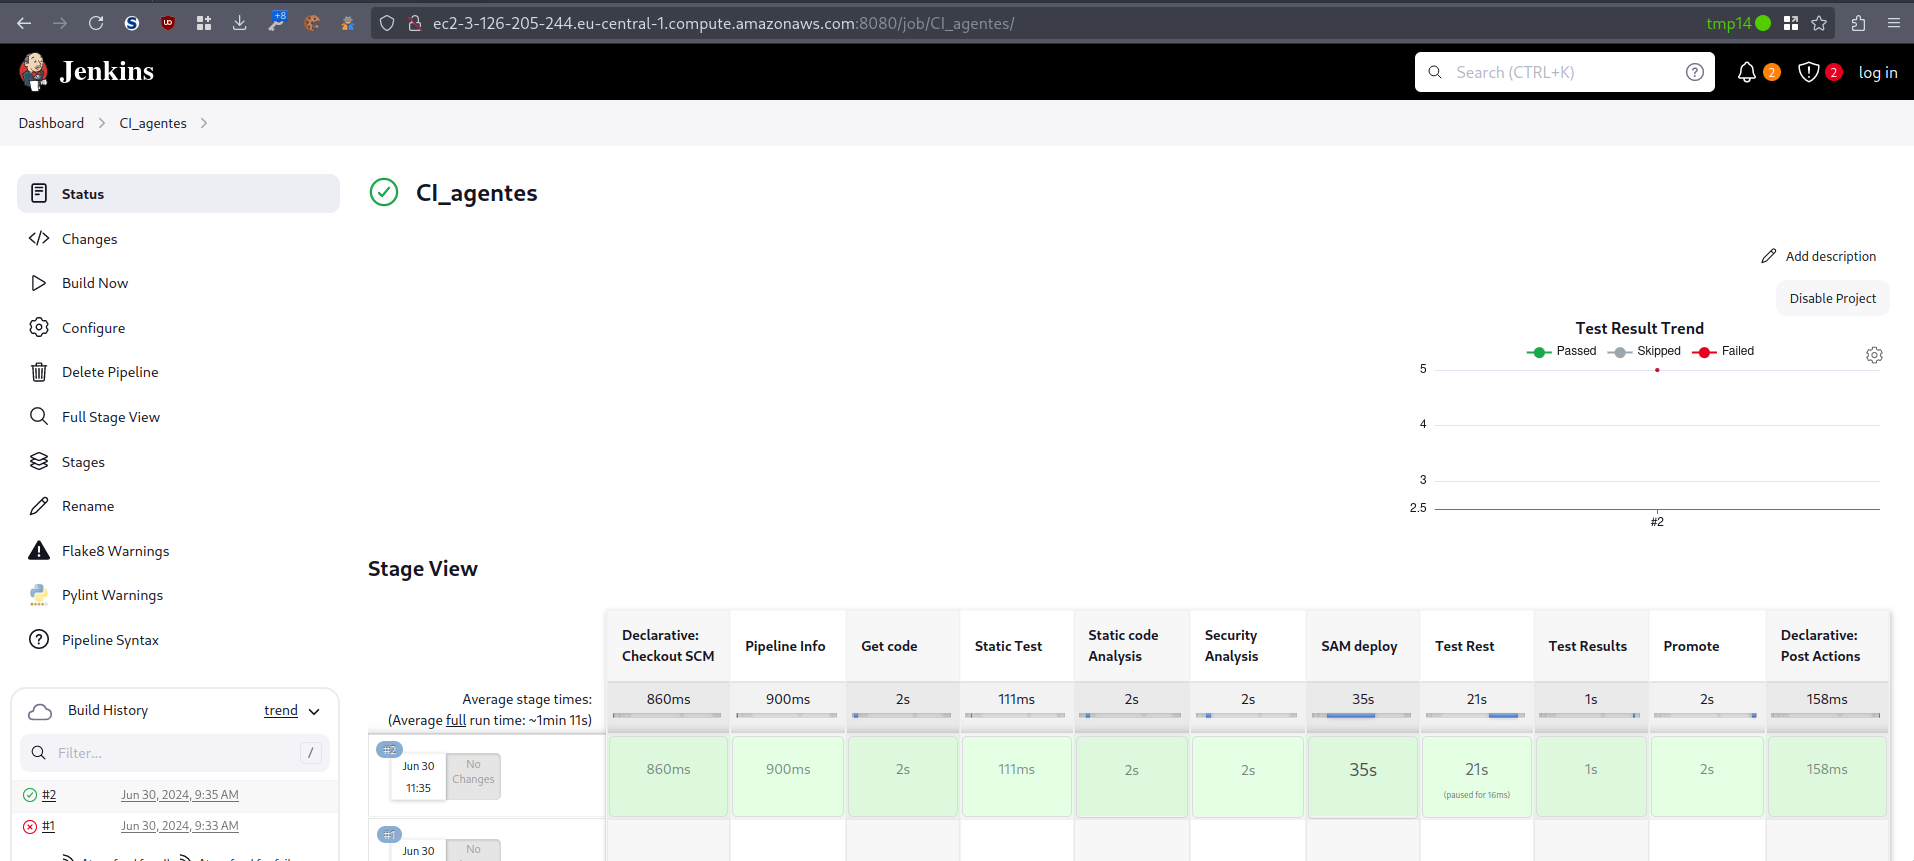 ec2-3-126-205-244.eu-central-1.compute.amazonaws.com:8080/job/CI_agentes/
tmp14
+8
Jenkins
Search (CTRL+K)
2
2
log in
Dashboard
CI_agentes
Status
Changes
Build Now
Configure
Delete Pipeline
Full Stage View
Stages
Rename
Flake8 Warnings
Pylint Warnings
Pipeline Syntax
Build History
trend
Filter...
/
#2 Jun 30, 2024, 9:35 AM
#1 Jun 30, 2024, 9:33 AM
CI_agentes
Add description
Disable Project
Test Result Trend
Passed Skipped Failed
5
4
3
2.5
#2
Stage View
Declarative: Checkout SCM
Pipeline Info
Get code
Static Test
Static code Analysis
Security Analysis
SAM deploy
Test Rest
Test Results
Promote
Declarative: Post Actions
Average stage times:
(Average full run time: ~1min 11s)
860ms 900ms 2s 111ms 2s 2s 35s 21s 1s 2s 158ms
#2
Jun 30
11:35
No
Changes
860ms 900ms 2s 111ms 2s 2s 35s 21s 1s 2s 158ms
(paused for 16ms)
#1
Jun 30
No